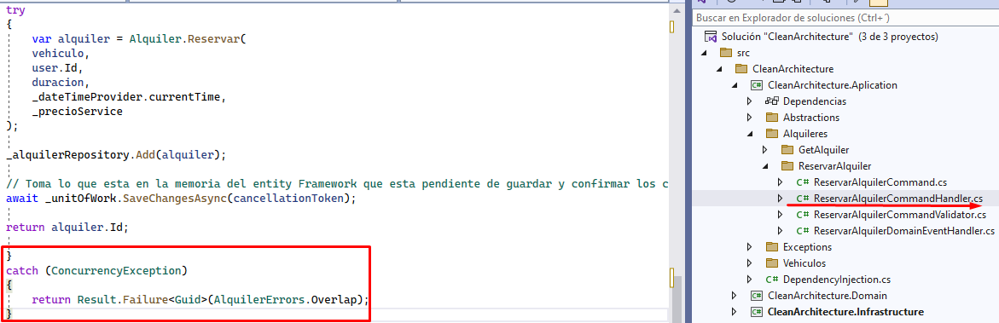 try
{
var alquiler = Alquiler.Reservar(
vehiculo,
user.Id,
duracion,
_dateTimeProvider.currentTime,
_precioService
);
_alquilerRepository.Add(alquiler);
// Toma lo que esta en la memoria del entity Framework que esta pendiente de guardar y confirmar los c
await _unitOfWork.SaveChangesAsync(cancellationToken);
return alquiler.Id;
}
catch (ConcurrencyException)
{
return Result.Failure<Guid>(AlquilerErrors.Overlap);
}
Buscar en Explorador de soluciones (Ctrl+´)
Solución "CleanArchitecture" (3 de 3 proyectos)
src
CleanArchitecture
C# CleanArchitecture.Aplication
Dependencias
Abstractions
Alquileres
GetAlquiler
ReservarAlquiler
C# ReservarAlquilerCommand.cs
C# ReservarAlquilerCommandHandler.cs
C# ReservarAlquilerCommandValidator.cs
C# ReservarAlquilerDomainEventHandler.cs
Exceptions
Vehiculos
C# DependencyInjection.cs
C# CleanArchitecture.Domain
C# CleanArchitecture.Infrastructure